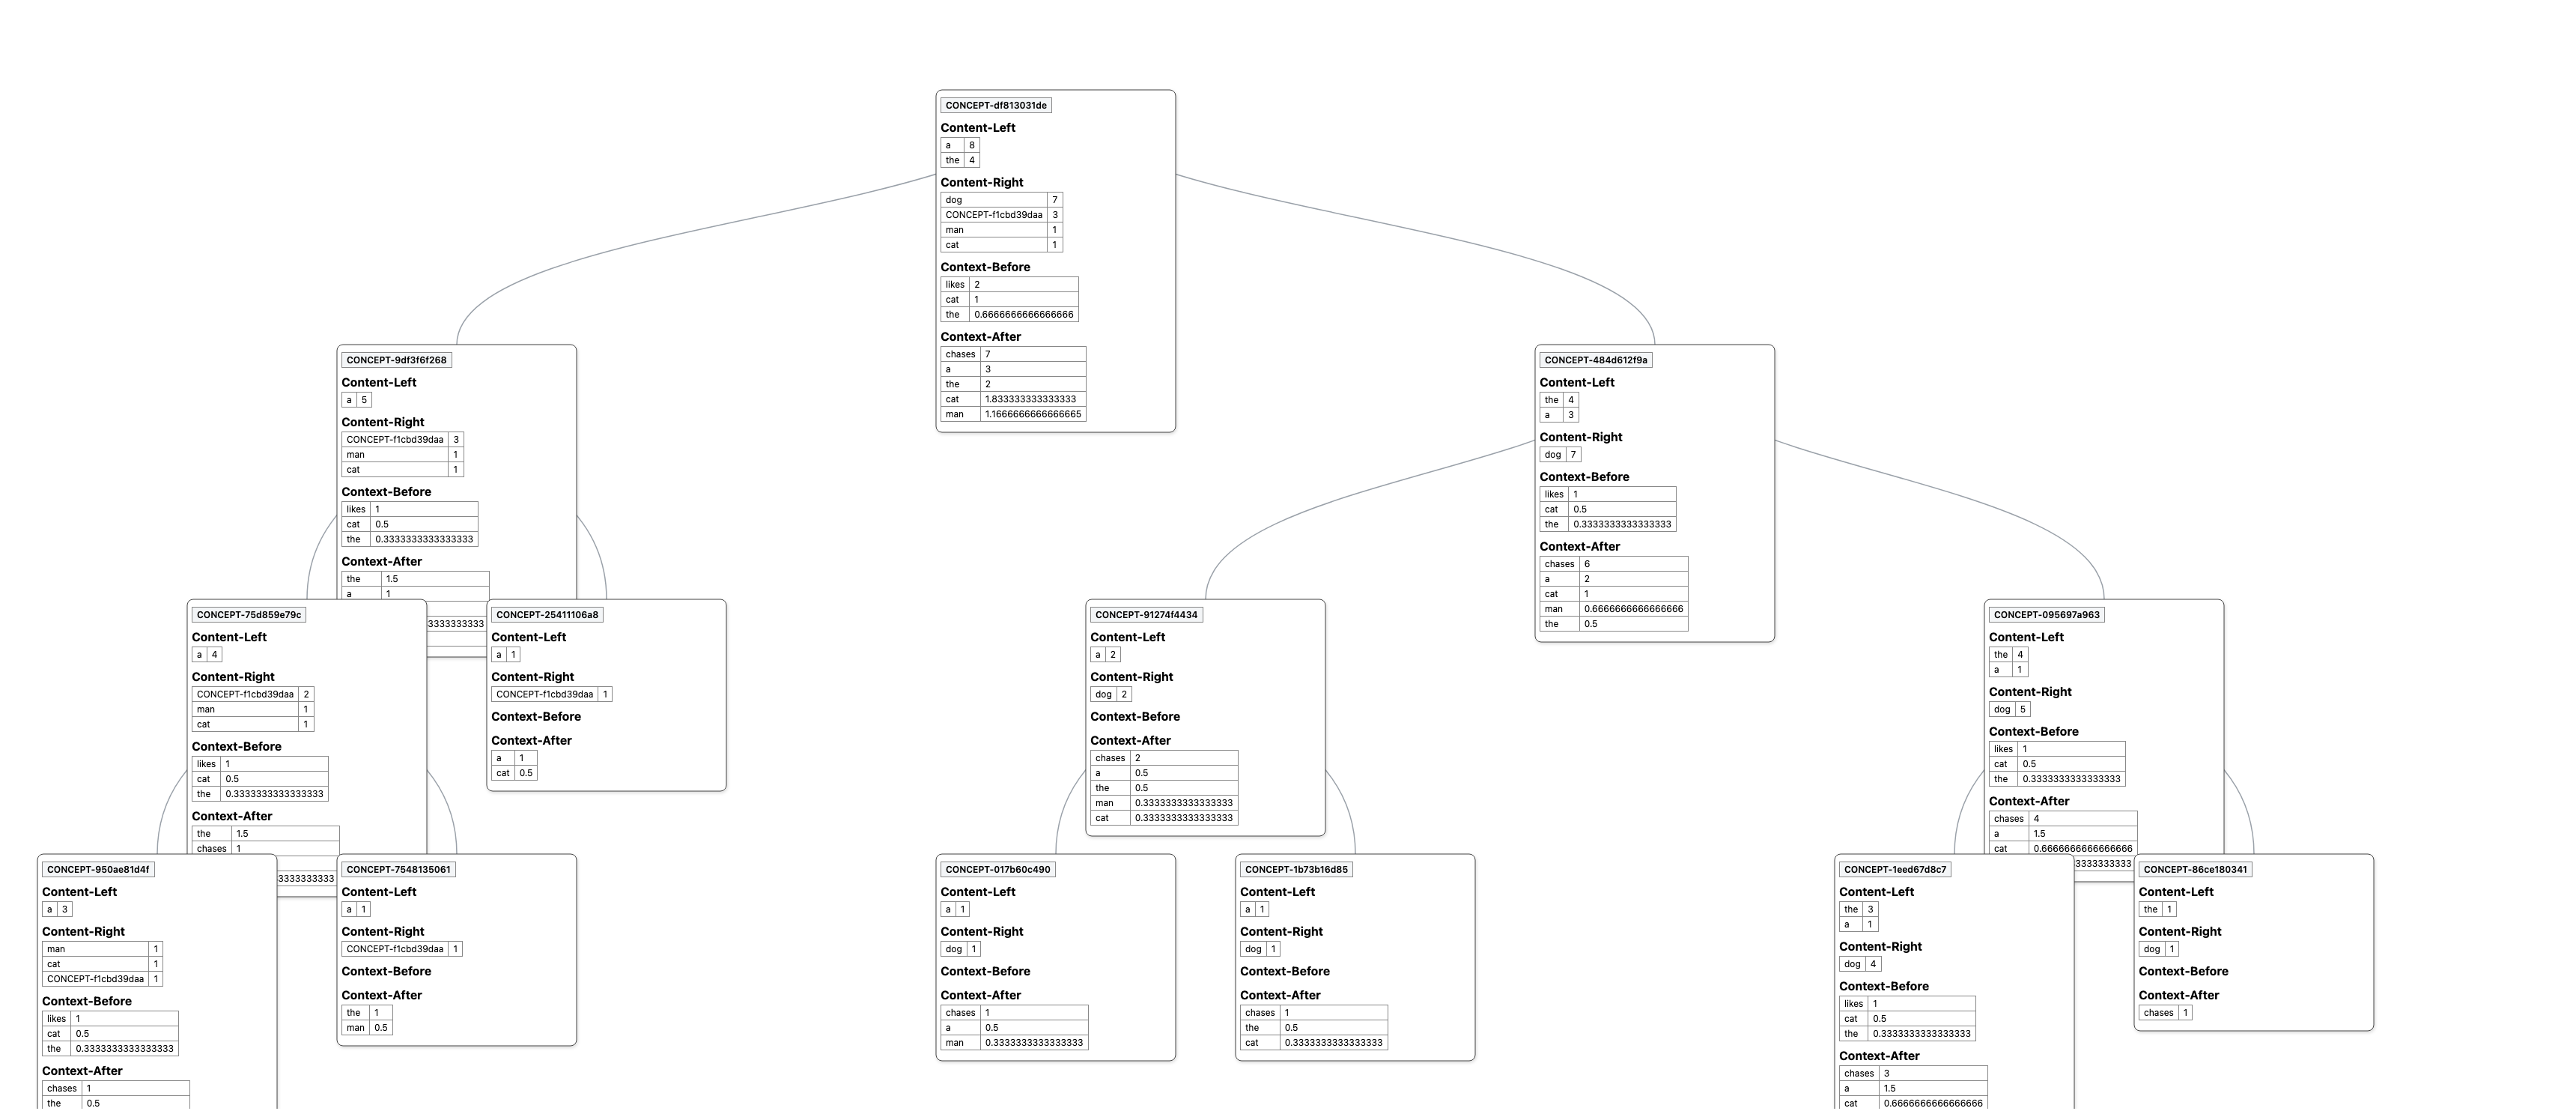 CONCEPT-df813031de
Content-Left
a 8
the 4
Content-Right
dog 7
CONCEPT-f1cbd39daa 3
man 1
cat 1
Context-Before
likes 2
cat 1
the 0.6666666666666666
Context-After
chases 7
a 3
the 2
cat 1.833333333333333
man 1.1666666666666665
CONCEPT-9df3f6f268
Content-Left
a 5
Content-Right
CONCEPT-f1cbd39daa 3
man 1
cat 1
Context-Before
likes 1
cat 0.5
the 0.3333333333333333
Context-After
the 1.5
a 1
3333333333
CONCEPT-484d612f9a
Content-Left
the 4
a 3
Content-Right
dog 7
Context-Before
likes 1
cat 0.5
the 0.3333333333333333
Context-After
chases 6
a 2
cat 1
man 0.6666666666666666
the 0.5
CONCEPT-75d859e79c
Content-Left
a 4
Content-Right
CONCEPT-f1cbd39daa 2
man 1
cat 1
Context-Before
likes 1
cat 0.5
the 0.3333333333333333
Context-After
the 1.5
chases 1
3333333333
CONCEPT-25411106a8
Content-Left
a 1
Content-Right
CONCEPT-f1cbd39daa 1
Context-Before
Context-After
a 1
cat 0.5
CONCEPT-91274f4434
Content-Left
a 2
Content-Right
dog 2
Context-Before
Context-After
chases 2
a 0.5
the 0.5
man 0.3333333333333333
cat 0.3333333333333333
CONCEPT-095697a963
Content-Left
the 4
a 1
Content-Right
dog 5
Context-Before
likes 1
cat 0.5
the 0.3333333333333333
Context-After
chases 4
a 1.5
cat 0.6666666666666666
3333333333
CONCEPT-950ae81d4f
Content-Left
a 3
Content-Right
man 1
cat 1
CONCEPT-f1cbd39daa 1
Context-Before
likes 1
cat 0.5
the 0.3333333333333333
Context-After
chases 1
the 0.5
CONCEPT-7548135061
Content-Left
a 1
Content-Right
CONCEPT-f1cbd39daa 1
Context-Before
Context-After
the 1
man 0.5
CONCEPT-017b60c490
Content-Left
a 1
Content-Right
dog 1
Context-Before
Context-After
chases 1
a 0.5
man 0.3333333333333333
CONCEPT-1b73b16d85
Content-Left
a 1
Content-Right
dog 1
Context-Before
Context-After
chases 1
the 0.5
cat 0.3333333333333333
CONCEPT-1eed67d8c7
Content-Left
the 3
a 1
Content-Right
dog 4
Context-Before
likes 1
cat 0.5
the 0.3333333333333333
Context-After
chases 3
a 1.5
cat 0.6666666666666666
CONCEPT-86ce180341
Content-Left
the 1
Content-Right
dog 1
Context-Before
Context-After
chases 1